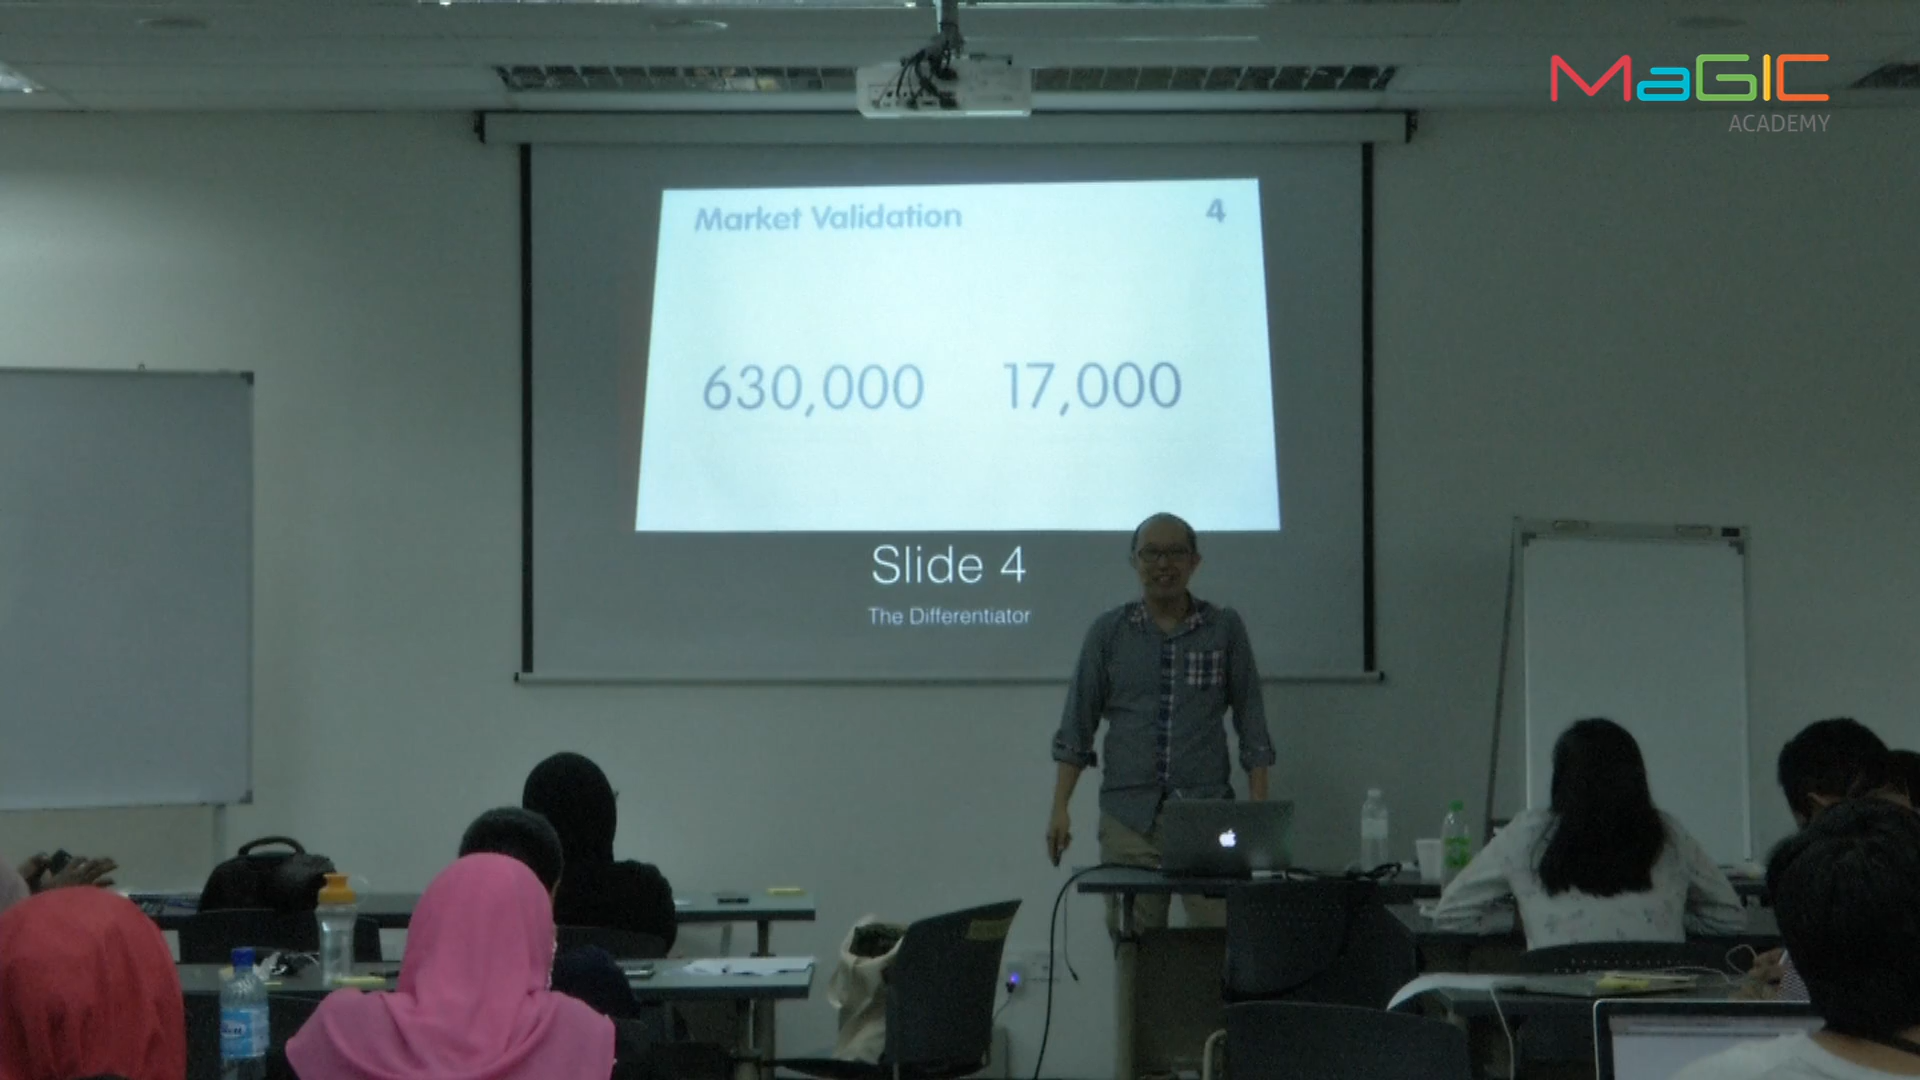 MaGIC
ACADEMY
Market Validation 4
630,000 17,000
Slide 4
The Differentiator